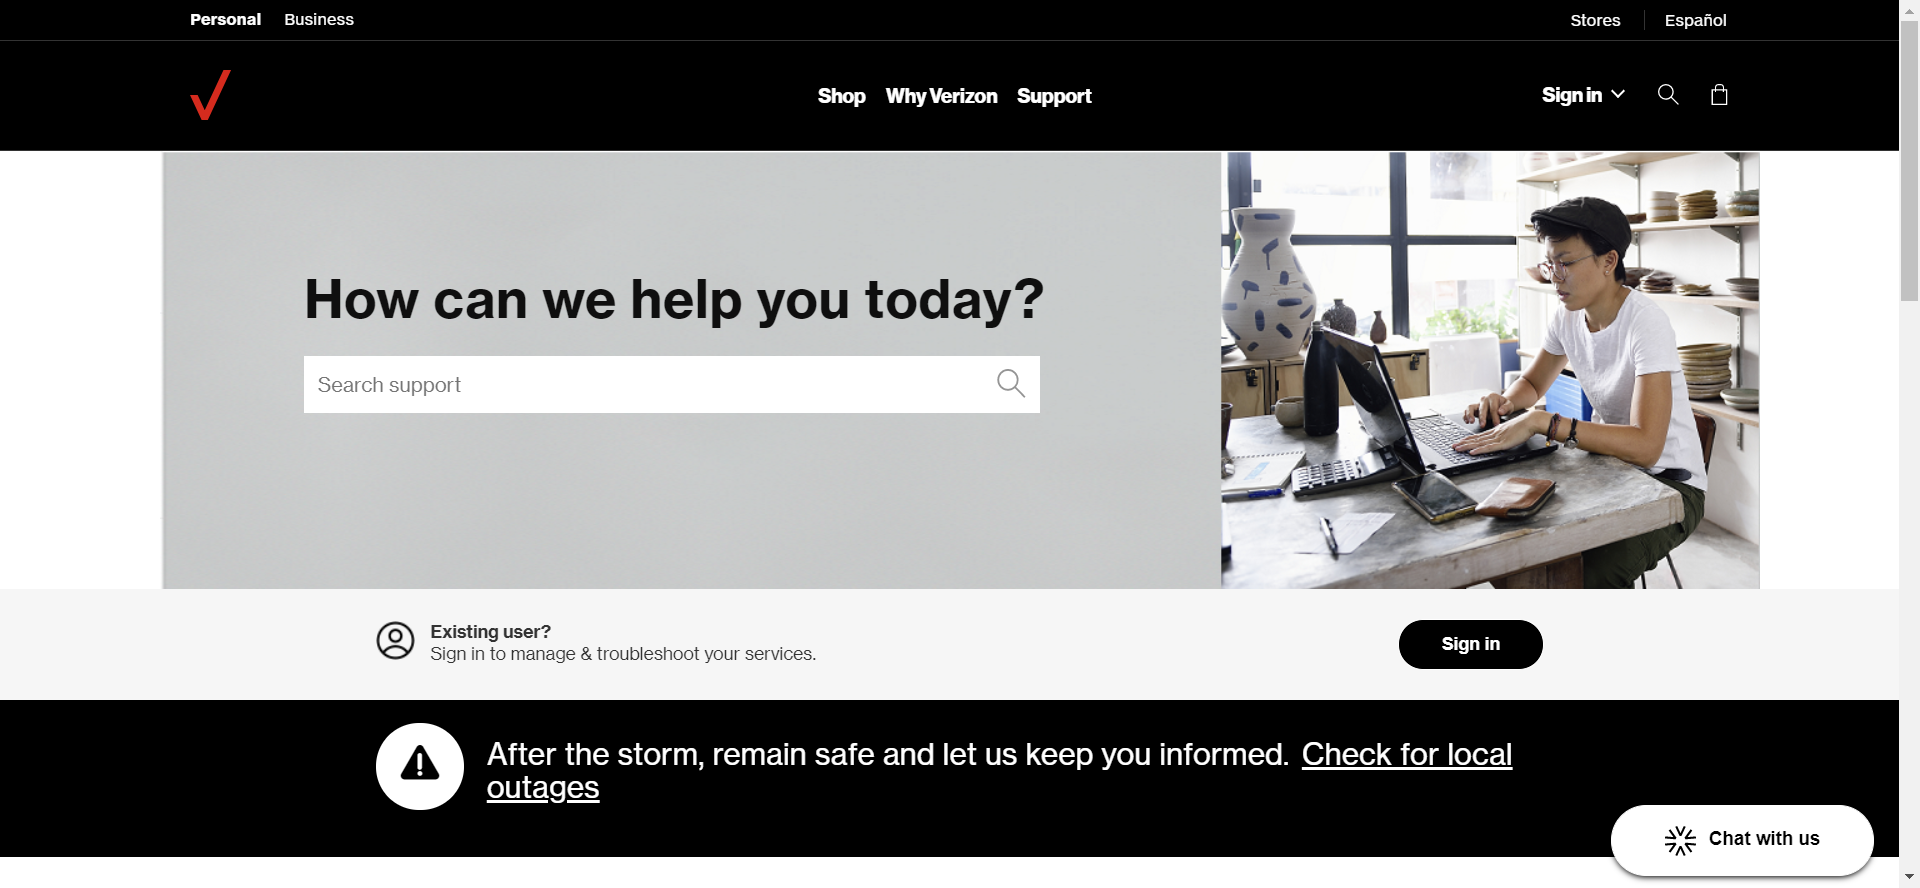 Personal Business Stores Español
Shop Why Verizon Support Sign in
How can we help you today?
Search support
Existing user?
Sign in to manage & troubleshoot your services.
Sign in
After the storm, remain safe and let us keep you informed. Check for local
outages
Chat with us